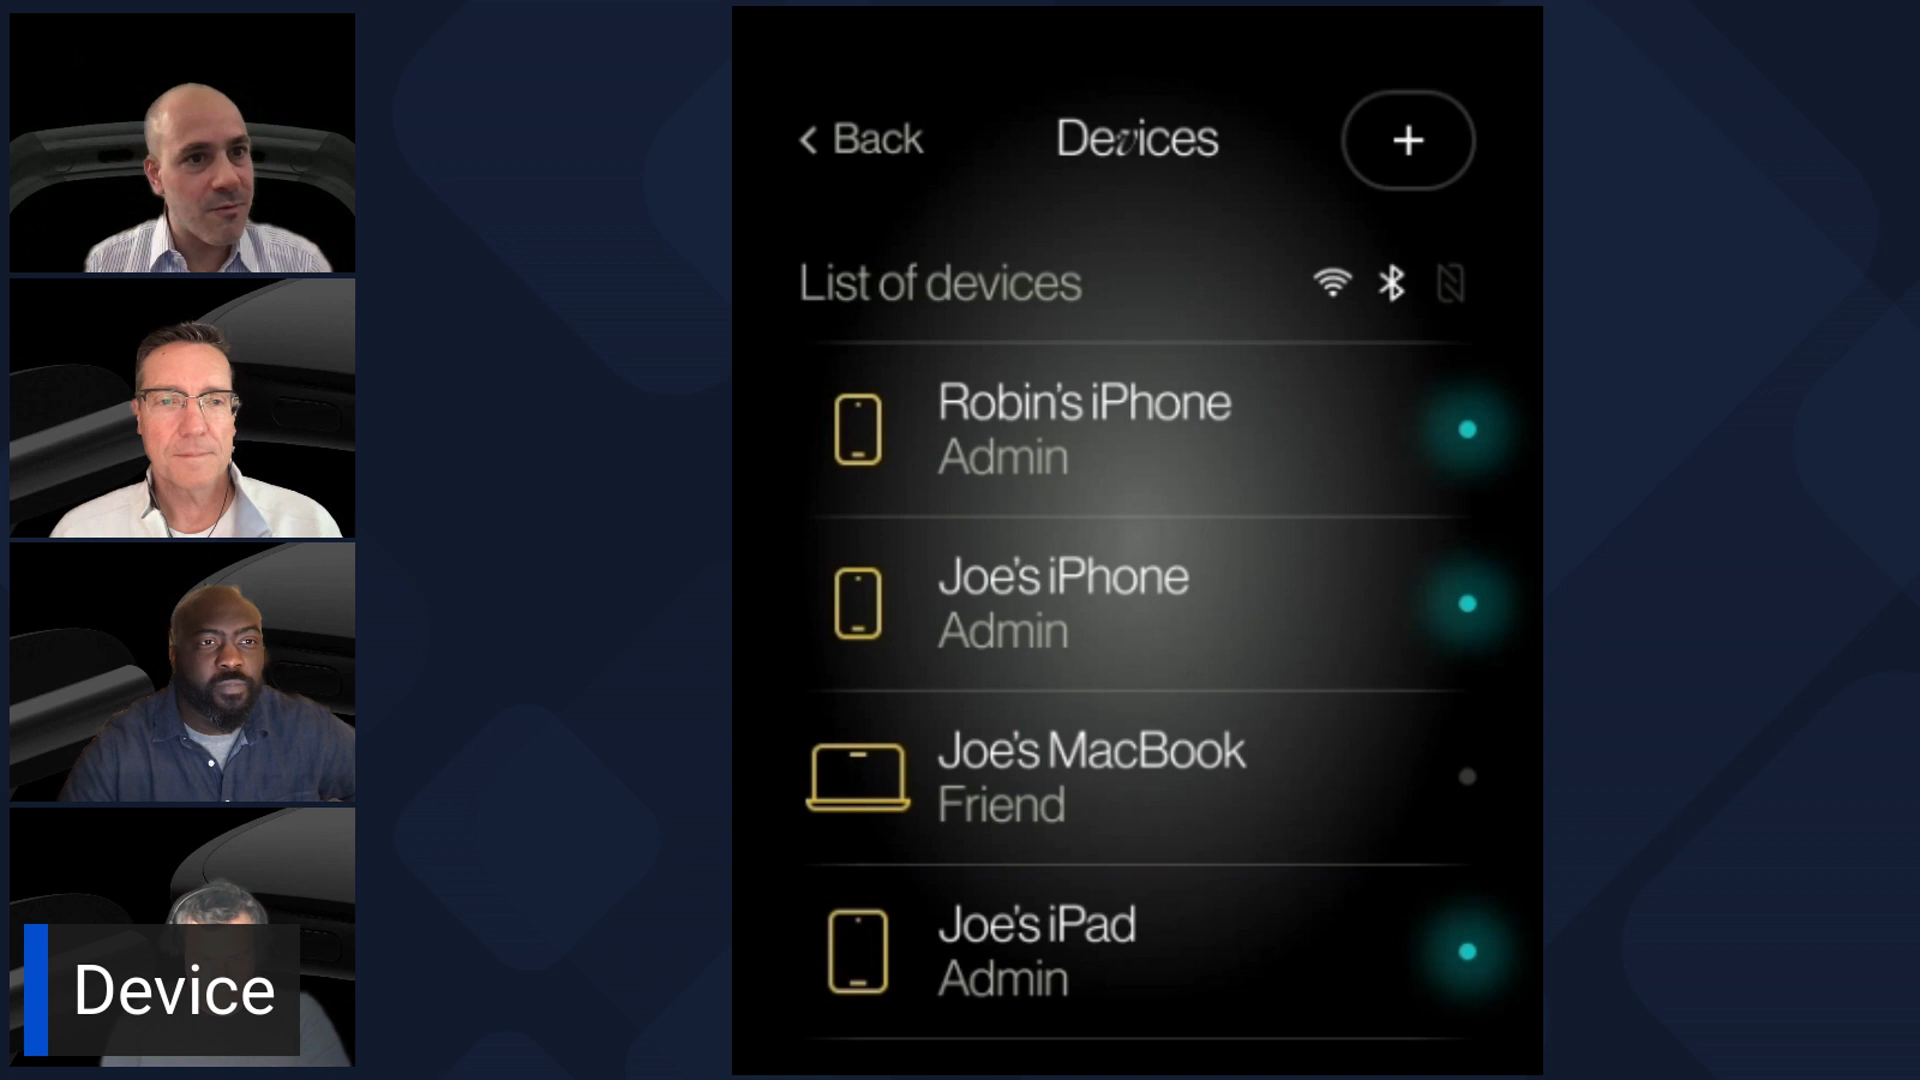 Back
Devices
+
List of devices
Robin's iPhone
Admin
Joe's iPhone
Admin
Joe's MacBook
Friend
Joe's iPad
Admin
Device